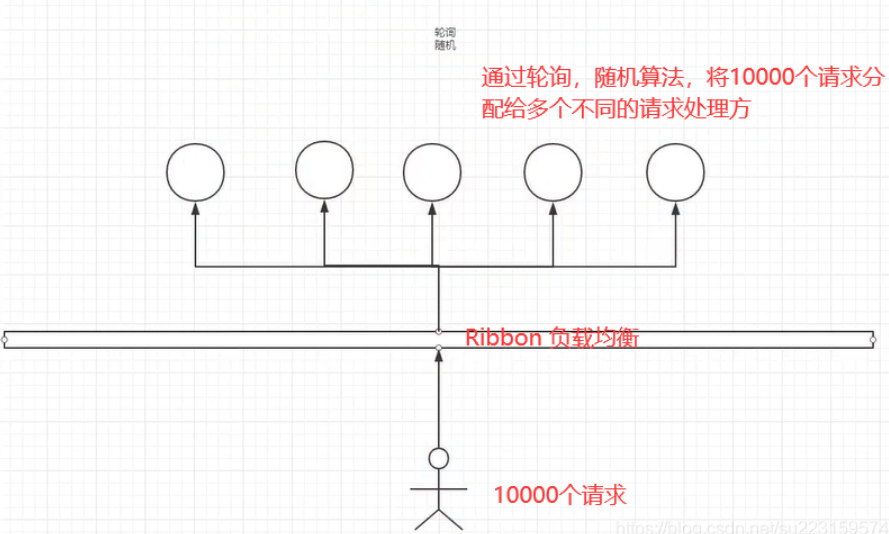 轮询
随机
通过轮询，随机算法，将10000个请求分
配给多个不同的请求处理方
Ribbon 负载均衡
10000个请求
https://blog.csdn.net/su223159574